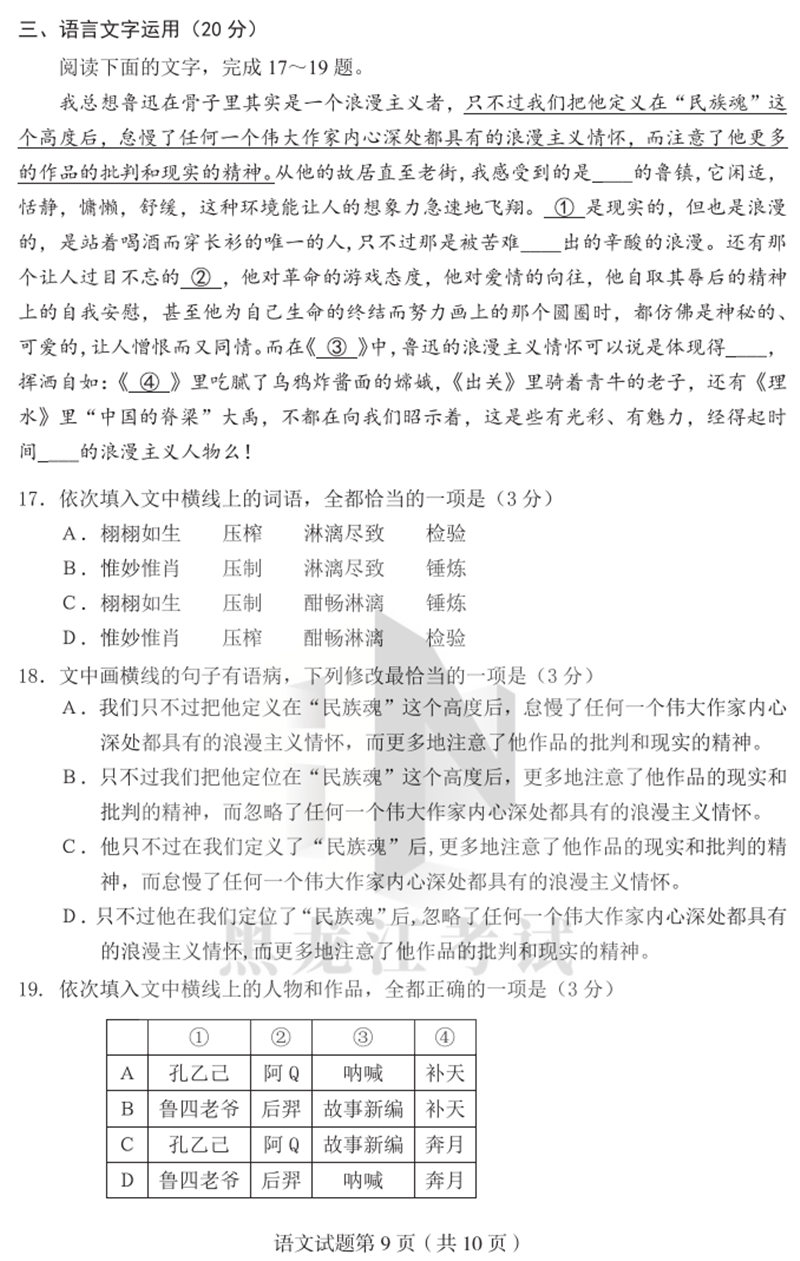 三、语言文字运用（20 分）
阅读下面的文字，完成 17～19 题。
我总想鲁迅在骨子里其实是一个浪漫主义者，只不过我们把他定义在“民族魂”这
个高度后，怠慢了任何一个伟大作家内心深处都具有的浪漫主义情怀，而注意了他更多
的作品的批判和现实的精神。从他的故居直至老街，我感受到的是____的鲁镇，它闲适，
恬静，慵懒，舒缓，这种环境能让人的想象力急速地飞翔。 ① 是现实的，但也是浪漫
的，是站着喝酒而穿长衫的唯一的人，只不过那是被苦难____出的辛酸的浪漫。还有那
个让人过目不忘的 ② ，他对革命的游戏态度，他对爱情的向往，他自取其辱后的精神
上的自我安慰，甚至他为自己生命的终结而努力画上的那个圆圈时，都仿佛是神秘的、
可爱的，让人憎恨而又同情。而在《 ③ 》中，鲁迅的浪漫主义情怀可以说是体现得____，
挥洒自如：《 ④ 》里吃腻了乌鸦炸酱面的嫦娥，《出关》里骑着青牛的老子，还有《理
水》里“中国的脊梁”大禹，不都在向我们昭示着，这是些有光彩、有魅力，经得起时
间____的浪漫主义人物么！
17．依次填入文中横线上的词语，全都恰当的一项是（3 分）
A．栩栩如生 压榨 淋漓尽致 检验
B．惟妙惟肖 压制 淋漓尽致 锤炼
C．栩栩如生 压制 酣畅淋漓 锤炼
D．惟妙惟肖 压榨 酣畅淋漓 检验
18．文中画横线的句子有语病，下列修改最恰当的一项是（3 分）
A．我们只不过把他定义在“民族魂”这个高度后，怠慢了任何一个伟大作家内心
深处都具有的浪漫主义情怀，而更多地注意了他作品的批判和现实的精神。
B．只不过我们把他定位在“民族魂”这个高度后，更多地注意了他作品的现实和
批判的精神，而忽略了任何一个伟大作家内心深处都具有的浪漫主义情怀。
C．他只不过在我们定义了“民族魂”后，更多地注意了他作品的现实和批判的精
神，而怠慢了任何一个伟大作家内心深处都具有的浪漫主义情怀。
D．只不过他在我们定位了“民族魂”后，忽略了任何一个伟大作家内心深处都具有
的浪漫主义情怀，而更多地注意了他作品的批判和现实的精神。
黑龙江考试
19． 依次填入文中横线上的人物和作品，全都正确的一项是（3 分）
① ② ③ ④
A 孔乙己 阿 Q 呐喊 补天
B 鲁四老爷 后羿 故事新编 补天
C 孔乙己 阿 Q 故事新编 奔月
D 鲁四老爷 后羿 呐喊 奔月
语文试题第 9 页（共 10 页）